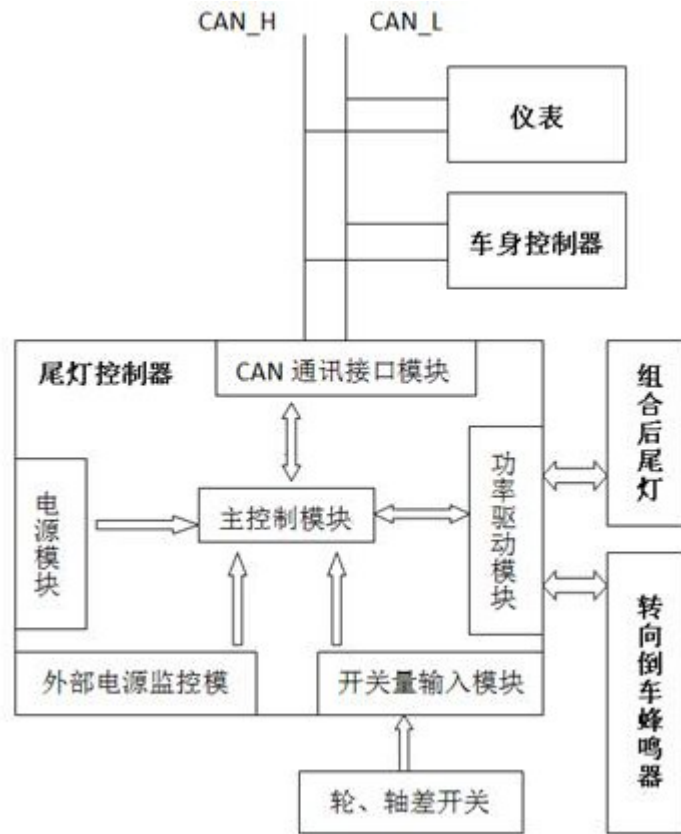 CAN_H
CAN_L
仪表
车身控制器
尾灯控制器
CAN 通讯接口模块
组合后尾灯
电源模块
主控制模块
功率驱动模块
转向倒车蜂鸣器
外部电源监控模
开关量输入模块
轮、轴差开关